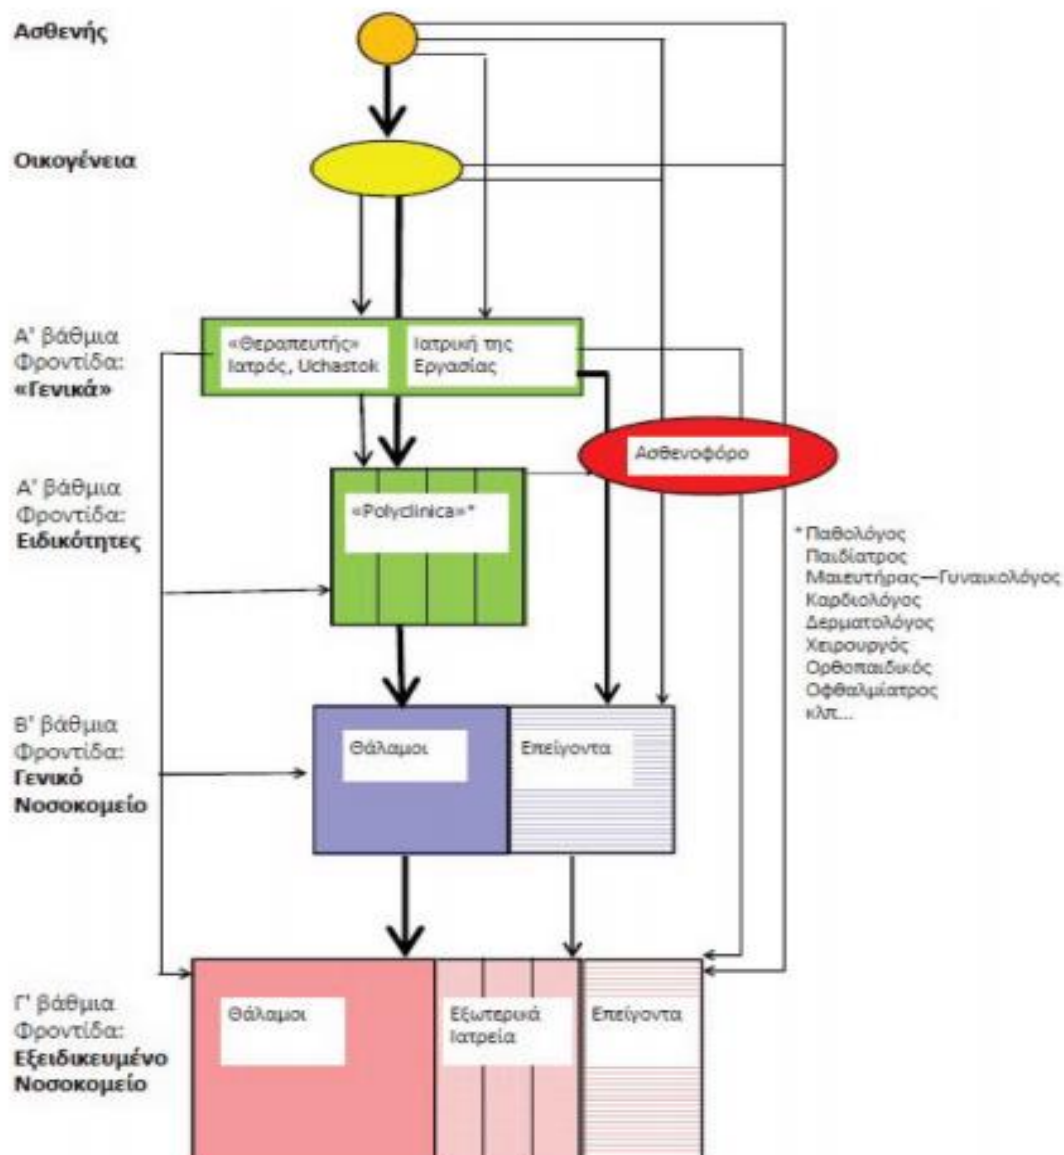 Ασθενής
Οικογένεια
Α' βάθμια
Φροντίδα:
«Γενικά»
«Θεραπευτής»
Ιατρός, Uchastok
Ιατρική της
Εργασίας
Ασθενοφόρο
Α' βάθμια
Φροντίδα:
Ειδικότητες
«Polyclinica»*
* Παθολόγος
Παιδίατρος
Μαιευτήρας—Γυναικολόγος
Καρδιολόγος
Δερματολόγος
Χειρουργός
Ορθοπαιδικός
Οφθαλμίατρος
κλπ...
Β' βάθμια
Φροντίδα:
Γενικό
Νοσοκομείο
Θάλαμοι
Επείγοντα
Γ' βάθμια
Φροντίδα:
Εξειδικευμένο
Νοσοκομείο
Θάλαμοι
Εξωτερικά
Ιατρεία
Επείγοντα